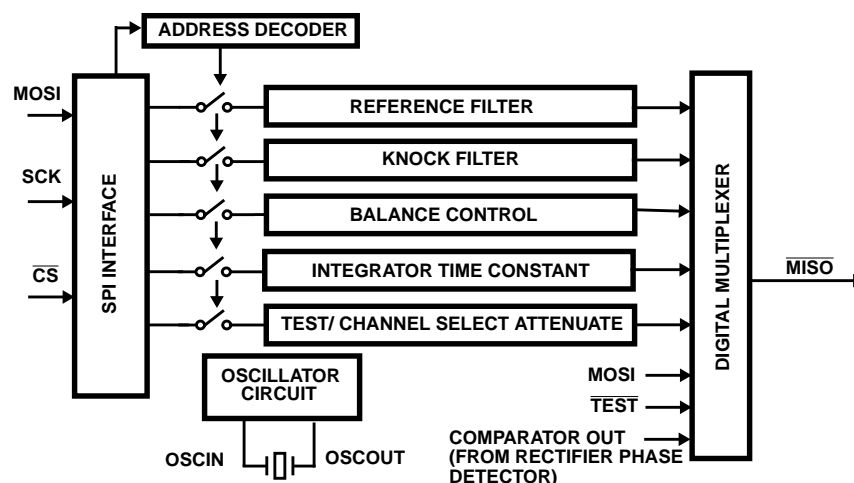 ADDRESS DECODER
MOSI
SCK
CS
SPI INTERFACE
REFERENCE FILTER
KNOCK FILTER
BALANCE CONTROL
INTEGRATOR TIME CONSTANT
TEST/ CHANNEL SELECT ATTENUATE
DIGITAL MULTIPLEXER
MISO
OSCILLATOR
CIRCUIT
OSCIN
OSCOUT
MOSI
TEST
COMPARATOR OUT
(FROM RECTIFIER PHASE
DETECTOR)